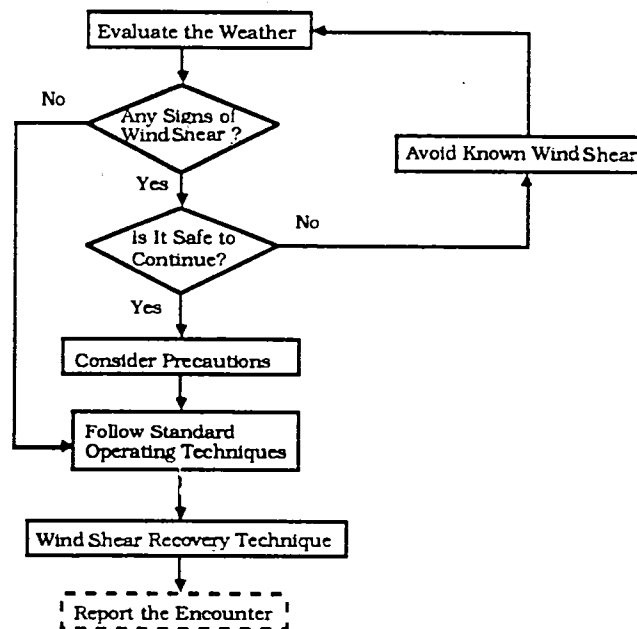 Evaluate the Weather
No
Any Signs of
Wind Shear ?
Avoid Known Wind Shear
Yes
No
Is It Safe to
Continue?
Yes
Consider Precautions
Follow Standard
Operating Techniques
Wind Shear Recovery Technique
Report the Encounter